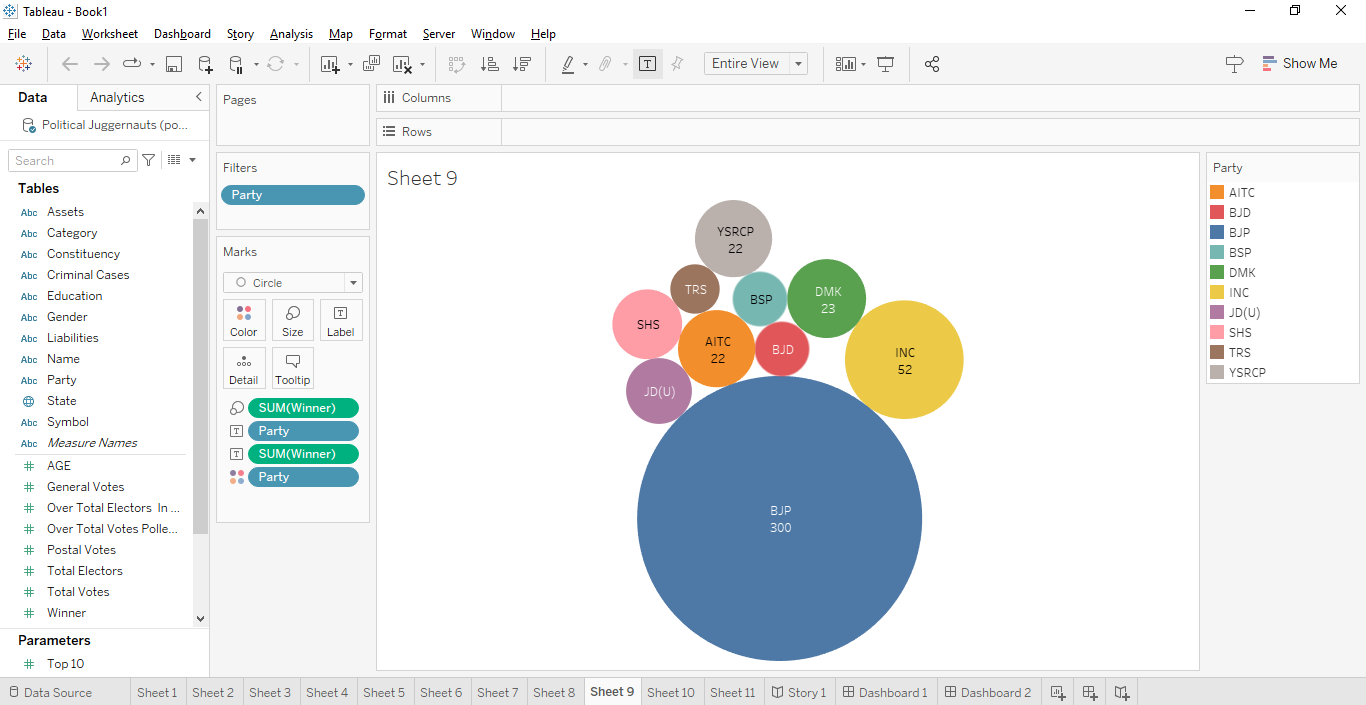 Tableau - Book1
File Data Worksheet Dashboard Story Analysis Map Format Server Window Help
Entire View
Show Me
Data Analytics
Political Juggernauts (po...
Search
Tables
Abc Assets
Abc Category
Abc Constituency
Abc Criminal Cases
Abc Education
Abc Gender
Abc Liabilities
Abc Name
Abc Party
State
Abc Symbol
Abc Measure Names
# AGE
# General Votes
# Over Total Electors In ...
# Over Total Votes Polle...
# Postal Votes
# Total Electors
# Total Votes
# Winner
Parameters
# Top 10
Pages
Filters
Party
Marks
Circle
Color Size Label
Detail Tooltip
SUM(Winner)
Party
SUM(Winner)
Party
Columns
Rows
Sheet 9
YSRCP
22
TRS
BSP
DMK
23
SHS
AITC
22
BJD
INC
52
JD(U)
BJP
300
Party
AITC
BJD
BJP
BSP
DMK
INC
JD(U)
SHS
TRS
YSRCP
Data Source Sheet 1 Sheet 2 Sheet 3 Sheet 4 Sheet 5 Sheet 6 Sheet 7 Sheet 8 Sheet 9 Sheet 10 Sheet 11 Story 1 Dashboard 1 Dashboard 2